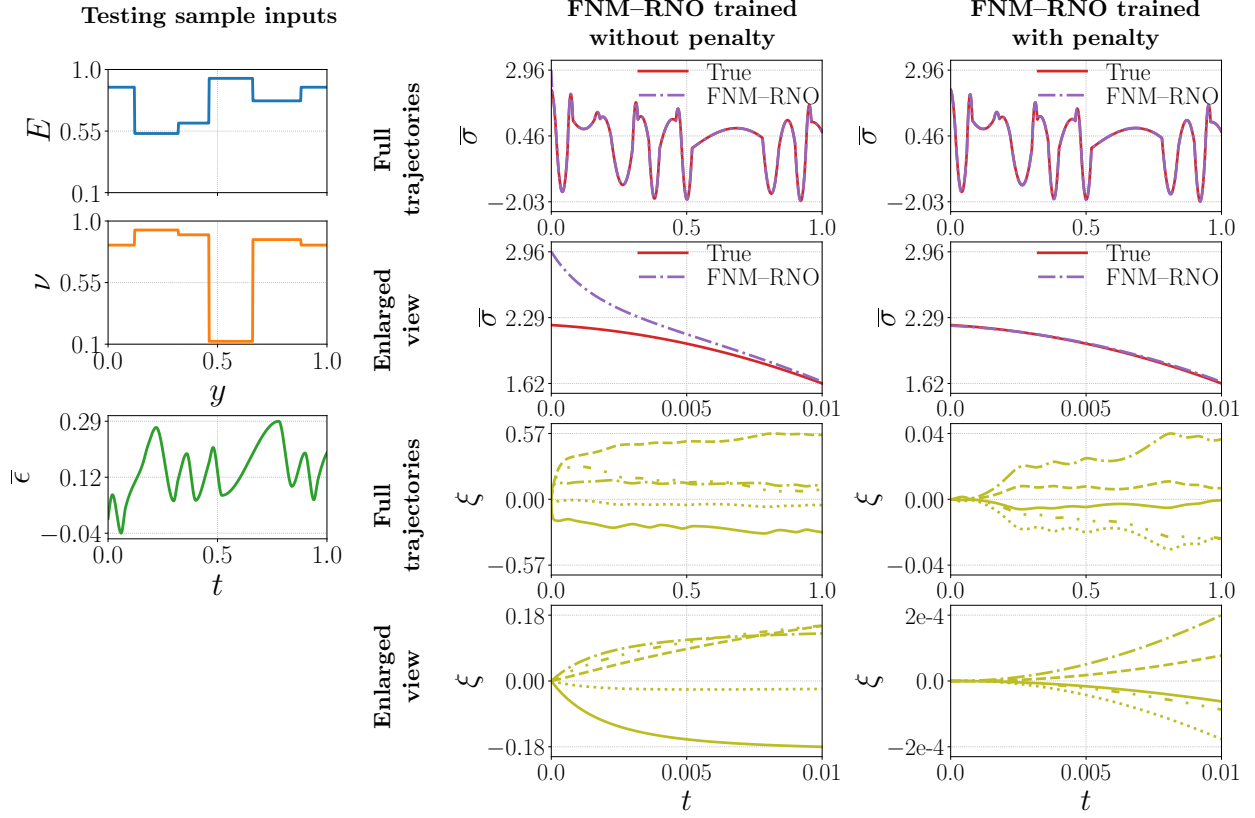 Testing sample inputs
FNM–RNO trained
without penalty
FNM–RNO trained
with penalty
1.0
0.55
0.1
E
1.0
0.55
0.1
ν
0.0
0.5
1.0
y
0.29
0.12
−0.04
ϵ̅
0.0
0.5
1.0
t
Full
trajectories
2.96
0.46
−2.03
σ̅
0.0
0.5
1.0
True
FNM–RNO
2.96
0.46
−2.03
σ̅
0.0
0.5
1.0
True
FNM–RNO
Enlarged
view
2.96
2.29
1.62
σ̅
0.0
0.005
0.01
True
FNM–RNO
2.96
2.29
1.62
σ̅
0.0
0.005
0.01
True
FNM–RNO
Full
trajectories
0.57
0.00
−0.57
ξ
0.0
0.5
1.0
0.04
0.00
−0.04
ξ
0.0
0.5
1.0
Enlarged
view
0.18
0.00
−0.18
ξ
0.0
0.005
0.01
t
2e-4
0.0
−2e-4
ξ
0.0
0.005
0.01
t